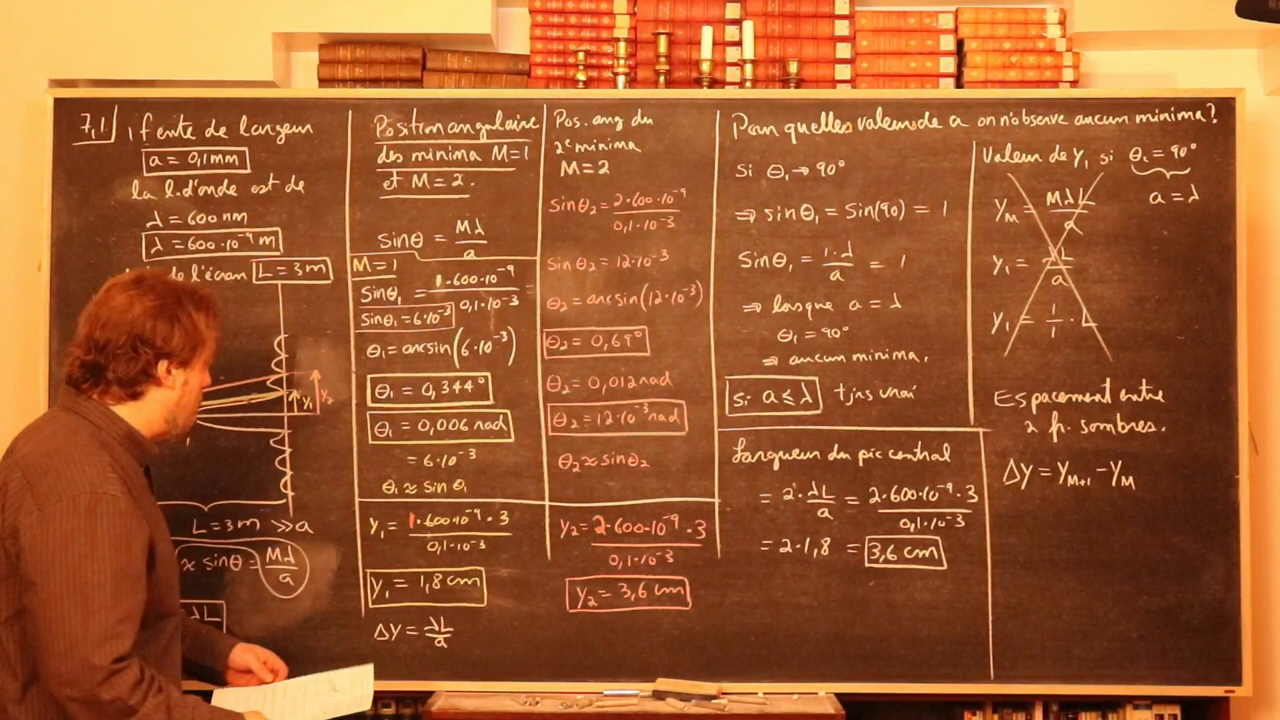 7,1 1 fente de largeur
a = 0,1 mm
la l. d'onde est de
λ = 600 nm
λ = 600·10⁻⁹ m
de l'écran L = 3m
y₁ y₂
L = 3m ≫ a
≈ sinθ = Mλ/a
λL
Position angulaire
des minima M=1
et M=2.
sinθ = Mλ/a
M=1
Sinθ₁ = 1·600·10⁻⁹/0,1·10⁻³
Sinθ₁ = 6·10⁻³
θ₁ = arcsin(6·10⁻³)
θ₁ = 0,344°
θ₁ = 0,006 rad
= 6·10⁻³
θ₁ ≈ sin θ₁
y₁ = 1·600·10⁻⁹·3/0,1·10⁻³
y₁ = 1,8 cm
Δy = λL/a
Pos. ang du
2ᵉ minima
M=2
Sinθ₂ = 2·600·10⁻⁹/0,1·10⁻³
Sinθ₂ = 12·10⁻³
θ₂ = arcsin(12·10⁻³)
θ₂ = 0,69°
θ₂ = 0,012 rad
θ₂ = 12·10⁻³ rad
θ₂ ≈ sinθ₂
y₂ = 2·600·10⁻⁹·3/0,1·10⁻³
y₂ = 3,6 cm
Pour quelles valeurs de a on n'observe aucun minima?
Si θ₁ → 90°
⇒ sinθ₁ = Sin(90) = 1
Sinθ₁ = 1·λ/a = 1
⇒ lorsque a = λ
θ₁ = 90°
⇒ aucun minima.
Si a ≤ λ tjrs vrai
Largueur du pic central
= 2·λL/a = 2·600·10⁻⁹·3/0,1·10⁻³
= 2·1,8 = 3,6 cm
Valeur de y₁ si θ₁ = 90°
a = λ
y_M = MλL/a
y₁ = λL/a
y₁ = 1/1 · L
Espacement entre
2 fr. sombres.
Δy = y_M+1 − y_M